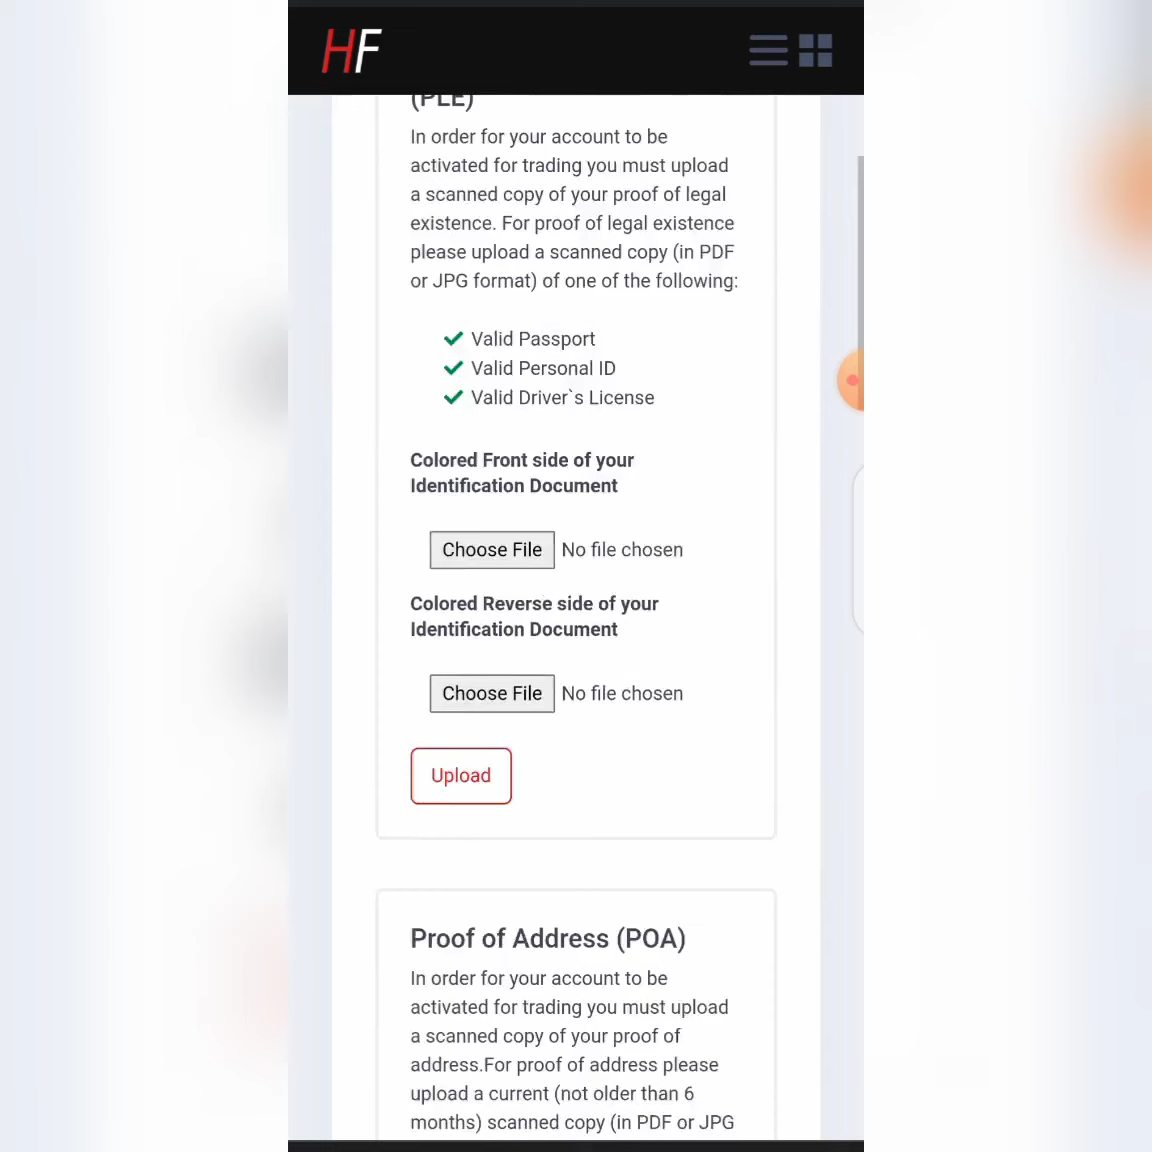 HF
(PLE)
In order for your account to be
activated for trading you must upload
a scanned copy of your proof of legal
existence. For proof of legal existence
please upload a scanned copy (in PDF
or JPG format) of one of the following:
Valid Passport
Valid Personal ID
Valid Driver`s License
Colored Front side of your
Identification Document
Choose File No file chosen
Colored Reverse side of your
Identification Document
Choose File No file chosen
Upload
Proof of Address (POA)
In order for your account to be
activated for trading you must upload
a scanned copy of your proof of
address.For proof of address please
upload a current (not older than 6
months) scanned copy (in PDF or JPG